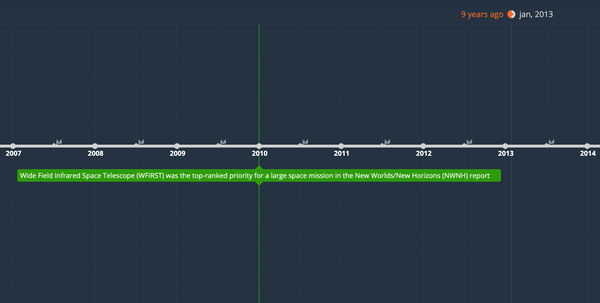 9 years ago jan, 2013
jul jul jul jul jul jul jul
2007 2008 2009 2010 2011 2012 2013 2014
Wide Field Infrared Space Telescope (WFIRST) was the top-ranked priority for a large space mission in the New Worlds/New Horizons (NWNH) report